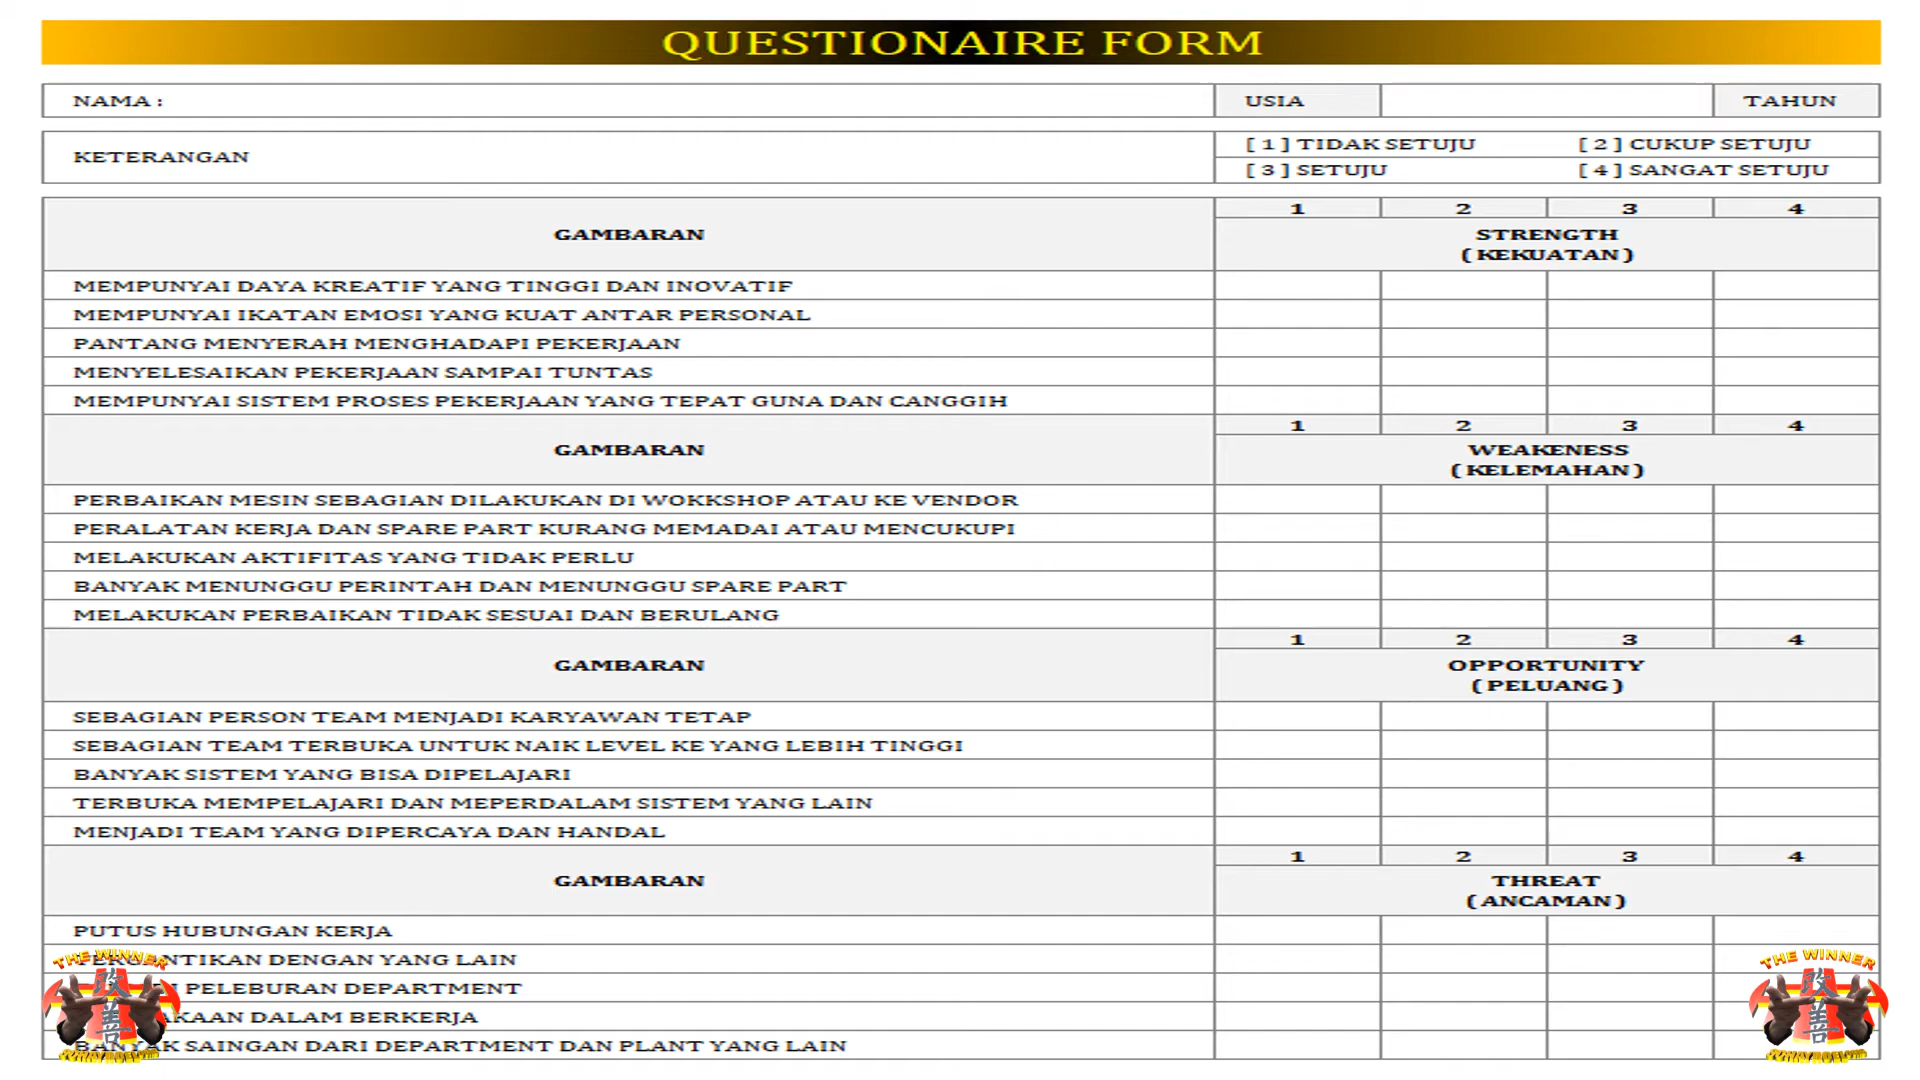 QUESTIONAIRE FORM
NAMA :
USIA
TAHUN
KETERANGAN
[ 1 ] TIDAK SETUJU [ 2 ] CUKUP SETUJU
[ 3 ] SETUJU [ 4 ] SANGAT SETUJU
GAMBARAN
1 2 3 4
STRENGTH
( KEKUATAN )
MEMPUNYAI DAYA KREATIF YANG TINGGI DAN INOVATIF
MEMPUNYAI IKATAN EMOSI YANG KUAT ANTAR PERSONAL
PANTANG MENYERAH MENGHADAPI PEKERJAAN
MENYELESAIKAN PEKERJAAN SAMPAI TUNTAS
MEMPUNYAI SISTEM PROSES PEKERJAAN YANG TEPAT GUNA DAN CANGGIH
GAMBARAN
1 2 3 4
WEAKENESS
( KELEMAHAN )
PERBAIKAN MESIN SEBAGIAN DILAKUKAN DI WOKKSHOP ATAU KE VENDOR
PERALATAN KERJA DAN SPARE PART KURANG MEMADAI ATAU MENCUKUPI
MELAKUKAN AKTIFITAS YANG TIDAK PERLU
BANYAK MENUNGGU PERINTAH DAN MENUNGGU SPARE PART
MELAKUKAN PERBAIKAN TIDAK SESUAI DAN BERULANG
GAMBARAN
1 2 3 4
OPPORTUNITY
( PELUANG )
SEBAGIAN PERSON TEAM MENJADI KARYAWAN TETAP
SEBAGIAN TEAM TERBUKA UNTUK NAIK LEVEL KE YANG LEBIH TINGGI
BANYAK SISTEM YANG BISA DIPELAJARI
TERBUKA MEMPELAJARI DAN MEPERDALAM SISTEM YANG LAIN
MENJADI TEAM YANG DIPERCAYA DAN HANDAL
GAMBARAN
1 2 3 4
THREAT
( ANCAMAN )
PUTUS HUBUNGAN KERJA
DENGAN YANG LAIN
PELEBURAN DEPARTMENT
DALAM BERKERJA
BANYAK SAINGAN DARI DEPARTMENT DAN PLANT YANG LAIN
THE WINNER
改
善
THE WINNER
改
善